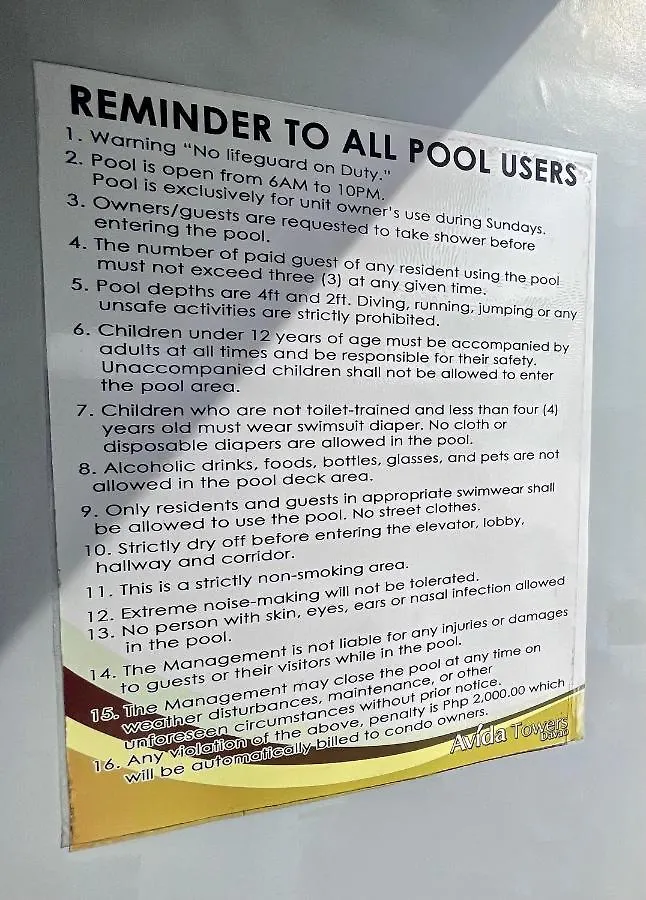 REMINDER TO ALL POOL USERS
1. Warning “No lifeguard on Duty.”
2. Pool is open from 6AM to 10PM.
Pool is exclusively for unit owner’s use during Sundays.
3. Owners/guests are requested to take shower before
entering the pool.
4. The number of paid guest of any resident using the pool
must not exceed three (3) at any given time.
5. Pool depths are 4ft and 2ft. Diving, running, jumping or any
unsafe activities are strictly prohibited.
6. Children under 12 years of age must be accompanied by
adults at all times and be responsible for their safety.
Unaccompanied children shall not be allowed to enter
the pool area.
7. Children who are not toilet-trained and less than four (4)
years old must wear swimsuit diaper. No cloth or
disposable diapers are allowed in the pool.
8. Alcoholic drinks, foods, bottles, glasses, and pets are not
allowed in the pool deck area.
9. Only residents and guests in appropriate swimwear shall
be allowed to use the pool. No street clothes.
10. Strictly dry off before entering the elevator, lobby,
hallway and corridor.
11. This is a strictly non-smoking area.
12. Extreme noise-making will not be tolerated.
13. No person with skin, eyes, ears or nasal infection allowed
in the pool.
14. The Management is not liable for any injuries or damages
to guests or their visitors while in the pool.
15. The Management may close the pool at any time on
weather disturbances, maintenance, or other
unforeseen circumstances without prior notice.
16. Any violation of the above, penalty is Php 2,000.00 which
will be automatically billed to condo owners.
Avida Towers
Davao